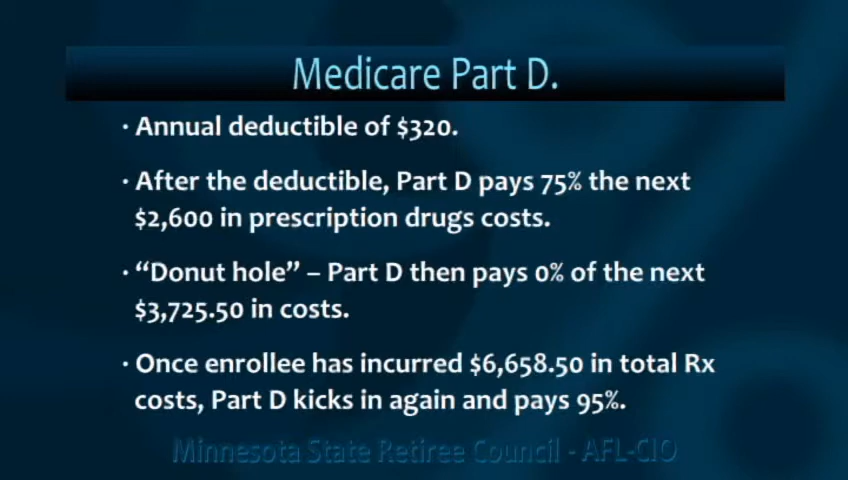 Medicare Part D.
· Annual deductible of $320.
· After the deductible, Part D pays 75% the next
$2,600 in prescription drugs costs.
· “Donut hole” – Part D then pays 0% of the next
$3,725.50 in costs.
· Once enrollee has incurred $6,658.50 in total Rx
costs, Part D kicks in again and pays 95%.
Minnesota State Retiree Council - AFL-CIO